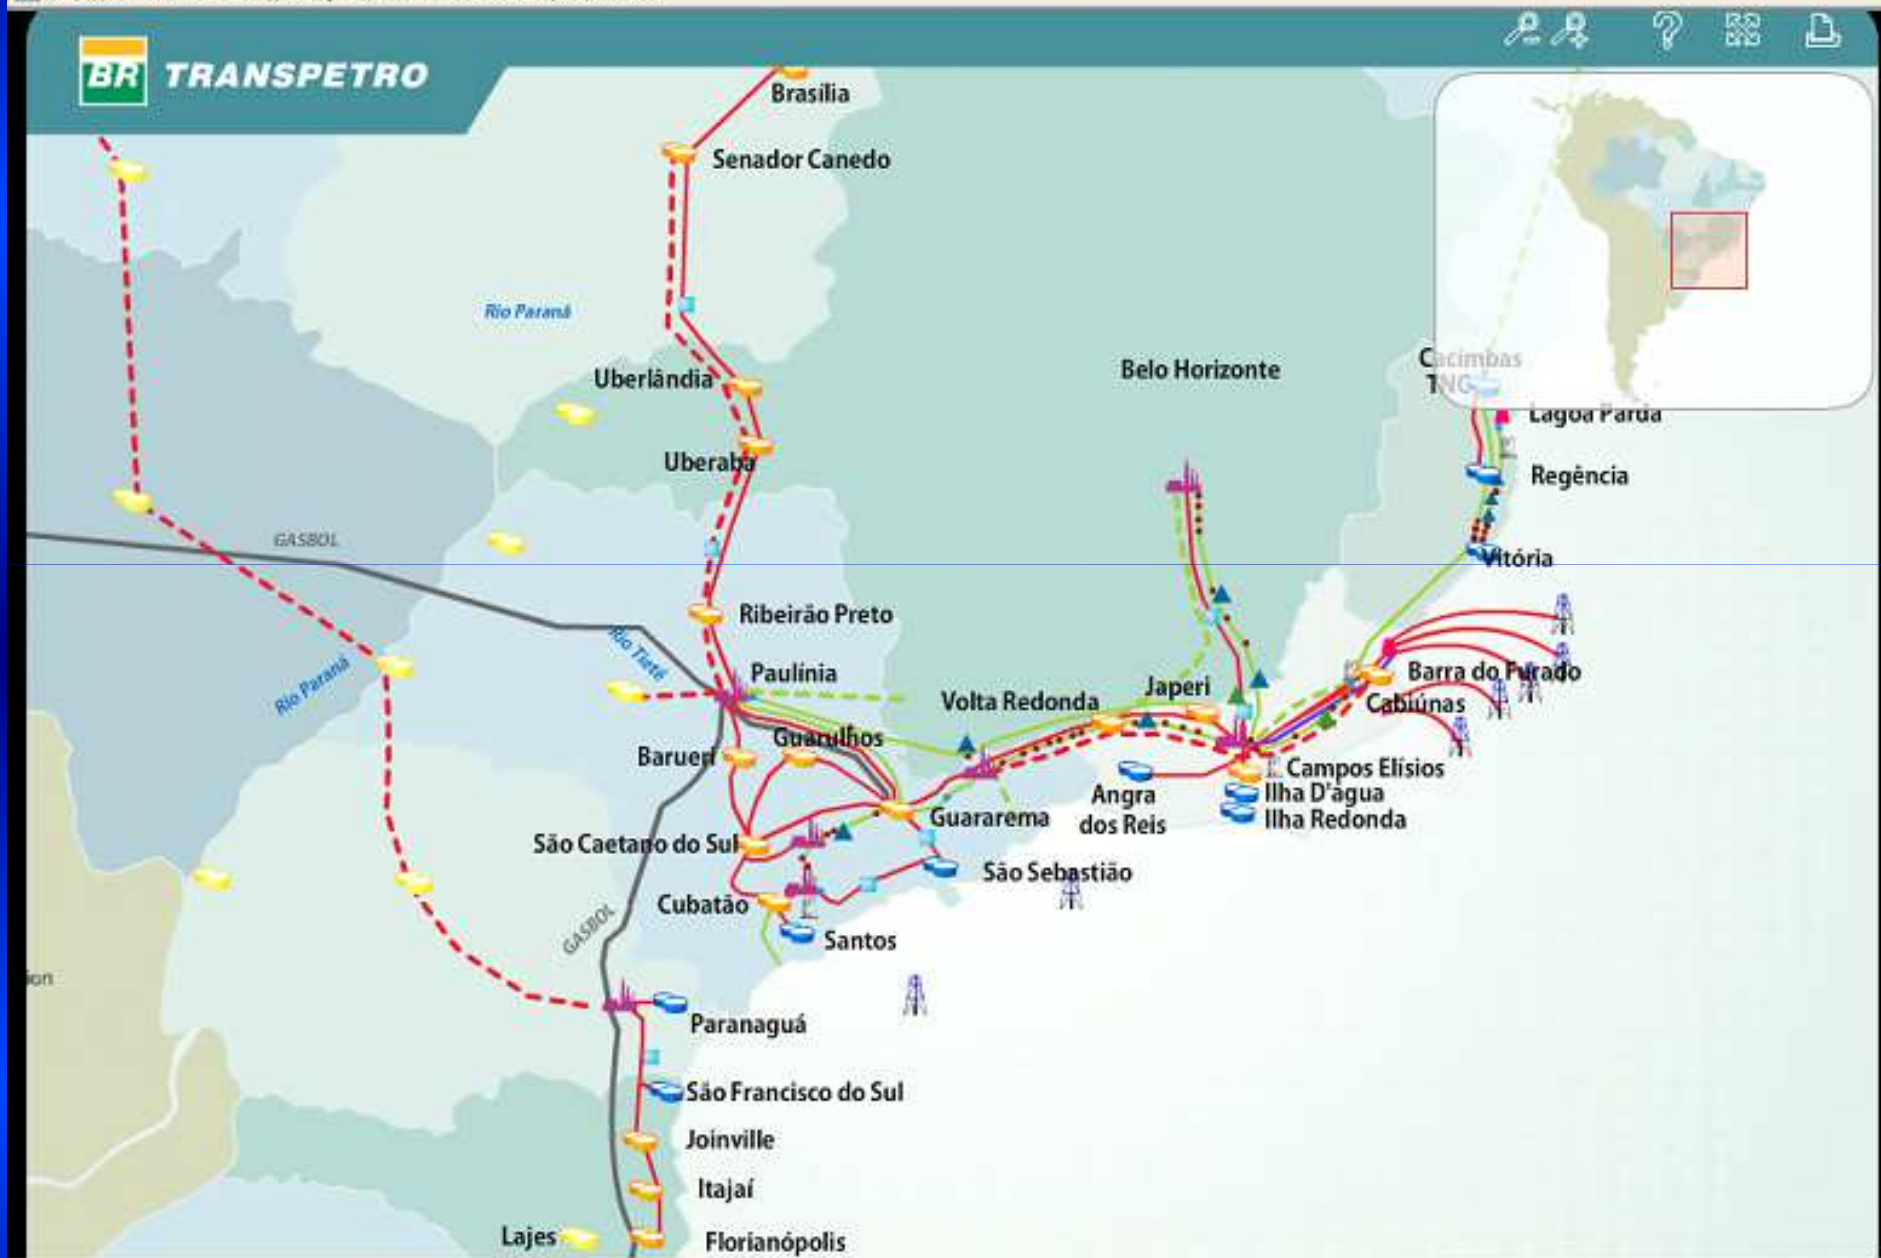 BR TRANSPETRO
Brasília
Senador Canedo
Rio Paraná
Belo Horizonte
Cacimbas
TNC
Uberlândia
Lagoa Parda
Uberaba
Regência
GASBOL
Vitória
Ribeirão Preto
Rio Tietê
Paulínia
Barra do Furado
Rio Paraná
Japeri
Volta Redonda
Cabiúnas
Guarulhos
Barueri
Campos Elísios
Angra
dos Reis
Ilha D'água
Ilha Redonda
Guararema
São Caetano do Sul
São Sebastião
Cubatão
GASBOL
Santos
Paranaguá
São Francisco do Sul
Joinville
Itajaí
Lajes
Florianópolis